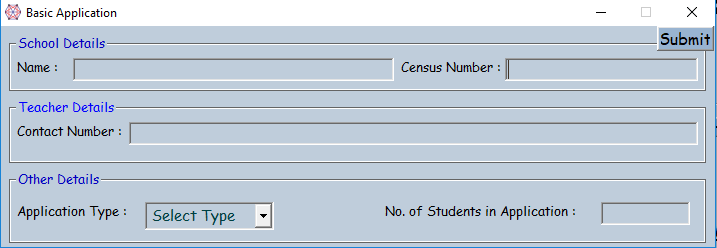 Basic Application
Submit
School Details
Name :
Census Number :
Teacher Details
Contact Number :
Other Details
Application Type :
Select Type
No. of Students in Application :